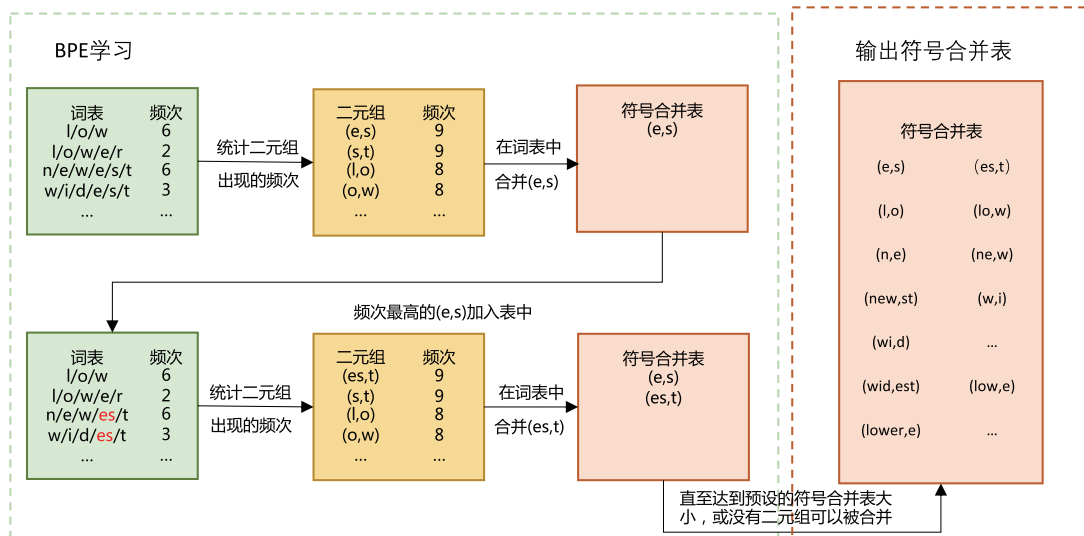 BPE学习
词表 频次
l/o/w 6
l/o/w/e/r 2
n/e/w/e/s/t 6
w/i/d/e/s/t 3
... ...
统计二元组
出现的频次
二元组 频次
(e,s) 9
(s,t) 9
(l,o) 8
(o,w) 8
... ...
在词表中
合并(e,s)
符号合并表
(e,s)
频次最高的(e,s)加入表中
词表 频次
l/o/w 6
l/o/w/e/r 2
n/e/w/es/t 6
w/i/d/es/t 3
... ...
统计二元组
出现的频次
二元组 频次
(es,t) 9
(s,t) 9
(l,o) 8
(o,w) 8
... ...
在词表中
合并(es,t)
符号合并表
(e,s)
(es,t)
直至达到预设的符号合并表大
小，或没有二元组可以被合并
输出符号合并表
符号合并表
(e,s) （es,t）
(l,o) (lo,w)
(n,e) (ne,w)
(new,st) (w,i)
(wi,d) ...
(wid,est) (low,e)
(lower,e) ...